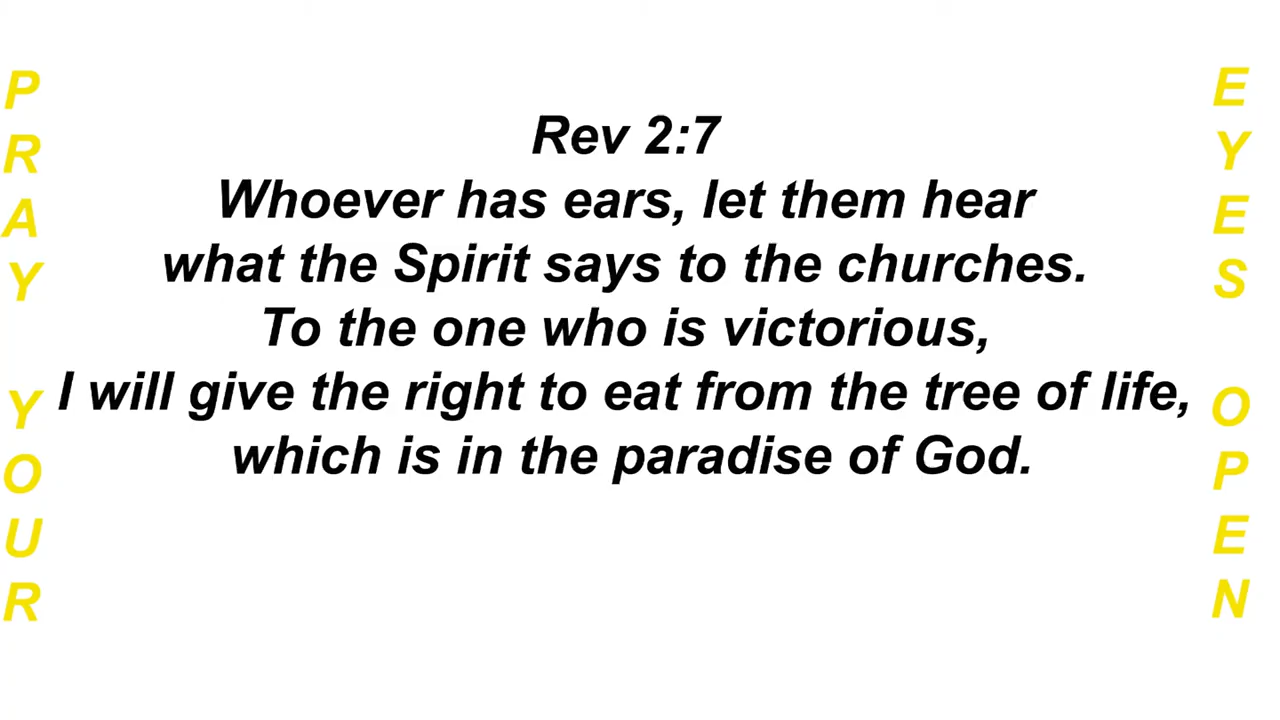 PRAY YOUR
Rev 2:7
Whoever has ears, let them hear
what the Spirit says to the churches.
To the one who is victorious,
I will give the right to eat from the tree of life,
which is in the paradise of God.
EYES OPEN